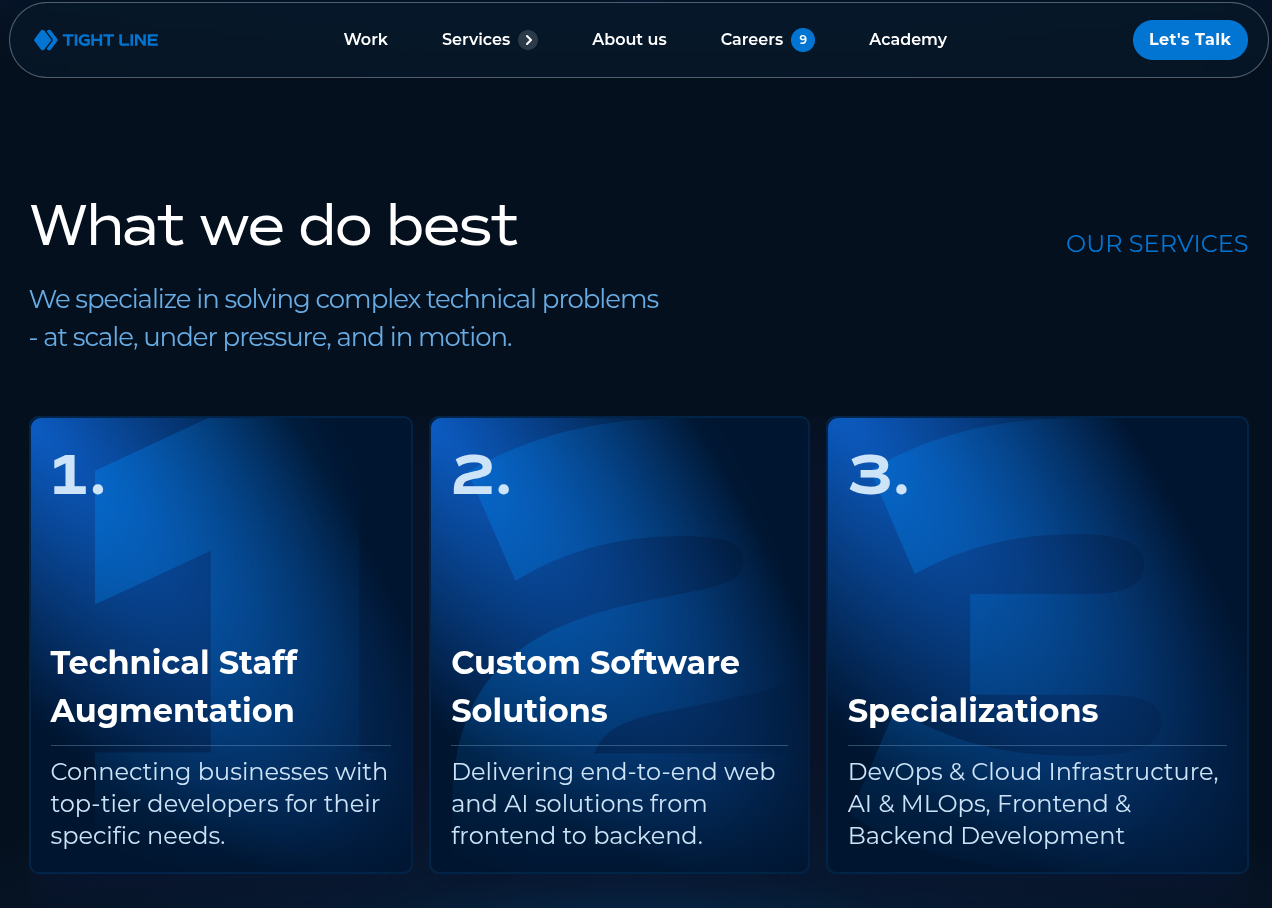 TIGHT LINE
Work
Services
About us
Careers 9
Academy
Let's Talk
What we do best
OUR SERVICES
We specialize in solving complex technical problems
- at scale, under pressure, and in motion.
1.
Technical Staff
Augmentation
Connecting businesses with
top-tier developers for their
specific needs.
2.
Custom Software
Solutions
Delivering end-to-end web
and AI solutions from
frontend to backend.
3.
Specializations
DevOps & Cloud Infrastructure,
AI & MLOps, Frontend &
Backend Development